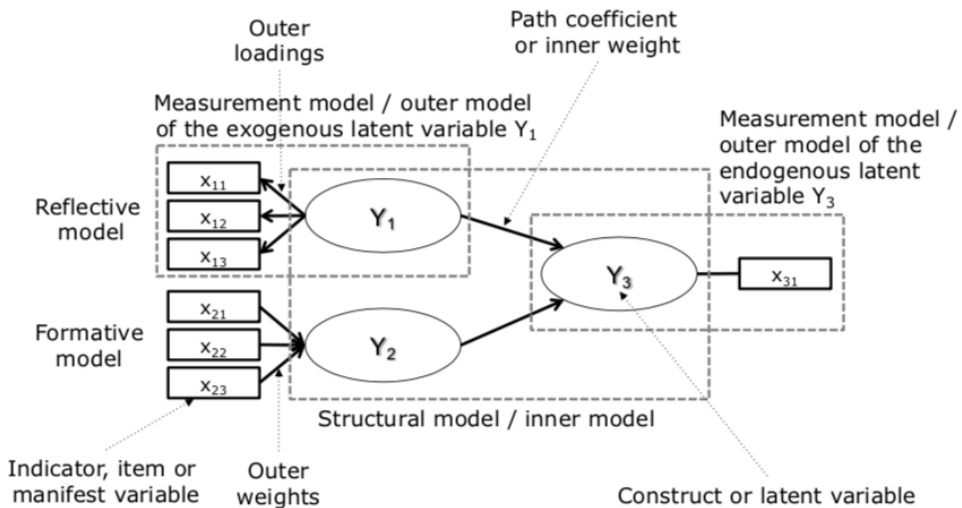 Outer
loadings
Path coefficient
or inner weight
Measurement model / outer model
of the exogenous latent variable Y₁
Measurement model /
outer model of the
endogenous latent
variable Y₃
Reflective
model
x₁₁
x₁₂
x₁₃
Y₁
Y₃
x₃₁
Formative
model
x₂₁
x₂₂
x₂₃
Y₂
Structural model / inner model
Indicator, item or
manifest variable
Outer
weights
Construct or latent variable